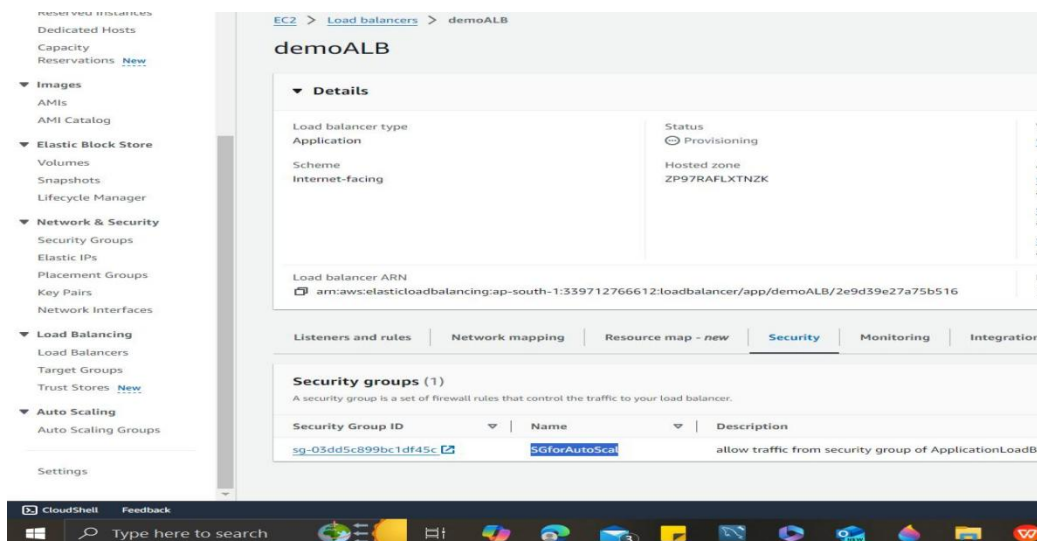 Reserved Instances
Dedicated Hosts
Capacity
Reservations New
Images
AMIs
AMI Catalog
Elastic Block Store
Volumes
Snapshots
Lifecycle Manager
Network & Security
Security Groups
Elastic IPs
Placement Groups
Key Pairs
Network Interfaces
Load Balancing
Load Balancers
Target Groups
Trust Stores New
Auto Scaling
Auto Scaling Groups
Settings
EC2 > Load balancers > demoALB
demoALB
Details
Load balancer type Status
Application Provisioning
Scheme Hosted zone
Internet-facing ZP97RAFLXTNZK
Load balancer ARN
arn:aws:elasticloadbalancing:ap-south-1:339712766612:loadbalancer/app/demoALB/2e9d39e27a75b516
Listeners and rules Network mapping Resource map - new Security Monitoring Integration
Security groups (1)
A security group is a set of firewall rules that control the traffic to your load balancer.
Security Group ID Name Description
sg-03dd5c899bc1df45c SGforAutoScal allow traffic from security group of ApplicationLoadB
CloudShell Feedback
Type here to search